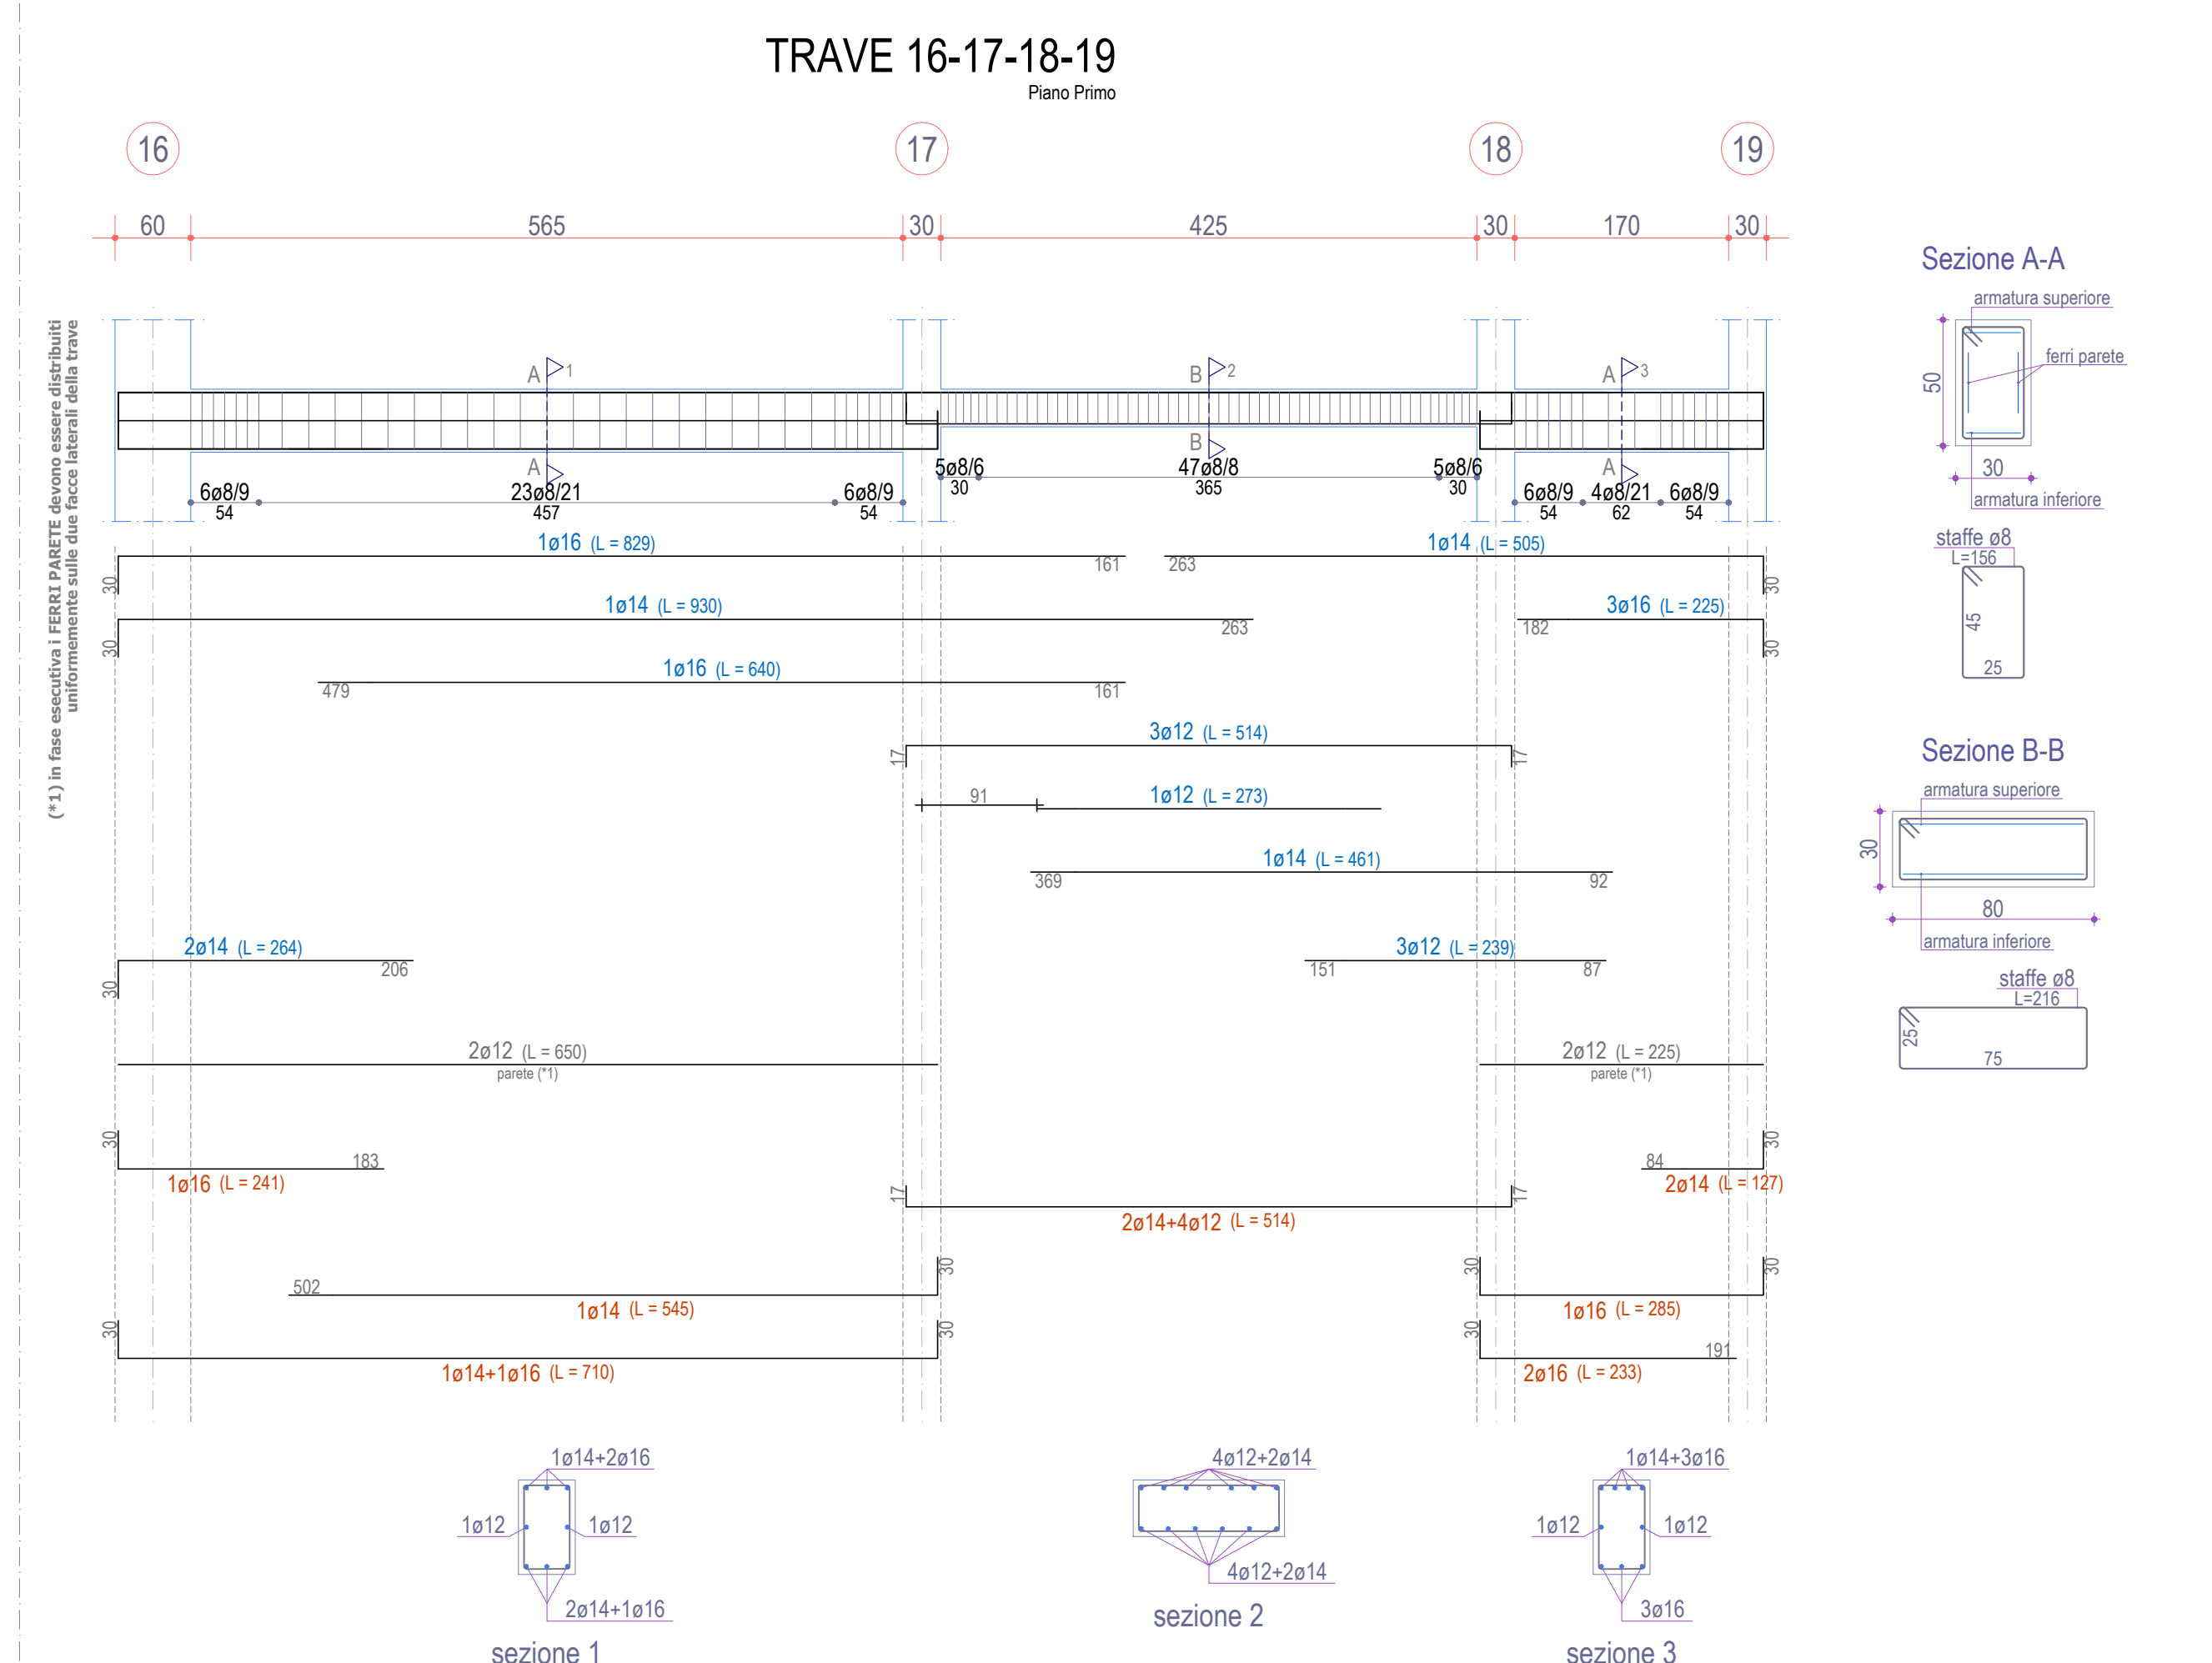 TRAVE 16-17-18-19
Piano Primo
16
17
18
19
60
565
30
425
30
170
30
(*1) in fase esecutiva i FERRI PARETE devono essere distribuiti
uniformemente sulle due facce laterali della trave
A
1
B
2
A
3
A
B
A
6ø8/9
54
23ø8/21
457
6ø8/9
54
5ø8/6
30
47ø8/8
365
5ø8/6
30
6ø8/9
54
4ø8/21
62
6ø8/9
54
1ø16 (L = 829)
30
161
1ø14 (L = 505)
263
30
1ø14 (L = 930)
30
263
3ø16 (L = 225)
182
30
1ø16 (L = 640)
479
161
3ø12 (L = 514)
17
17
91
1ø12 (L = 273)
1ø14 (L = 461)
369
92
2ø14 (L = 264)
30
206
3ø12 (L = 239)
151
87
2ø12 (L = 650)
parete (*1)
2ø12 (L = 225)
parete (*1)
30
183
1ø16 (L = 241)
84
30
2ø14 (L = 127)
17
17
2ø14+4ø12 (L = 514)
502
30
1ø14 (L = 545)
30
30
1ø16 (L = 285)
30
30
1ø14+1ø16 (L = 710)
30
191
2ø16 (L = 233)
1ø14+2ø16
1ø12
1ø12
2ø14+1ø16
sezione 1
4ø12+2ø14
4ø12+2ø14
sezione 2
1ø14+3ø16
1ø12
1ø12
3ø16
sezione 3
Sezione A-A
armatura superiore
ferri parete
50
30
armatura inferiore
staffe ø8
L=156
45
25
Sezione B-B
armatura superiore
30
80
armatura inferiore
staffe ø8
L=216
25
75